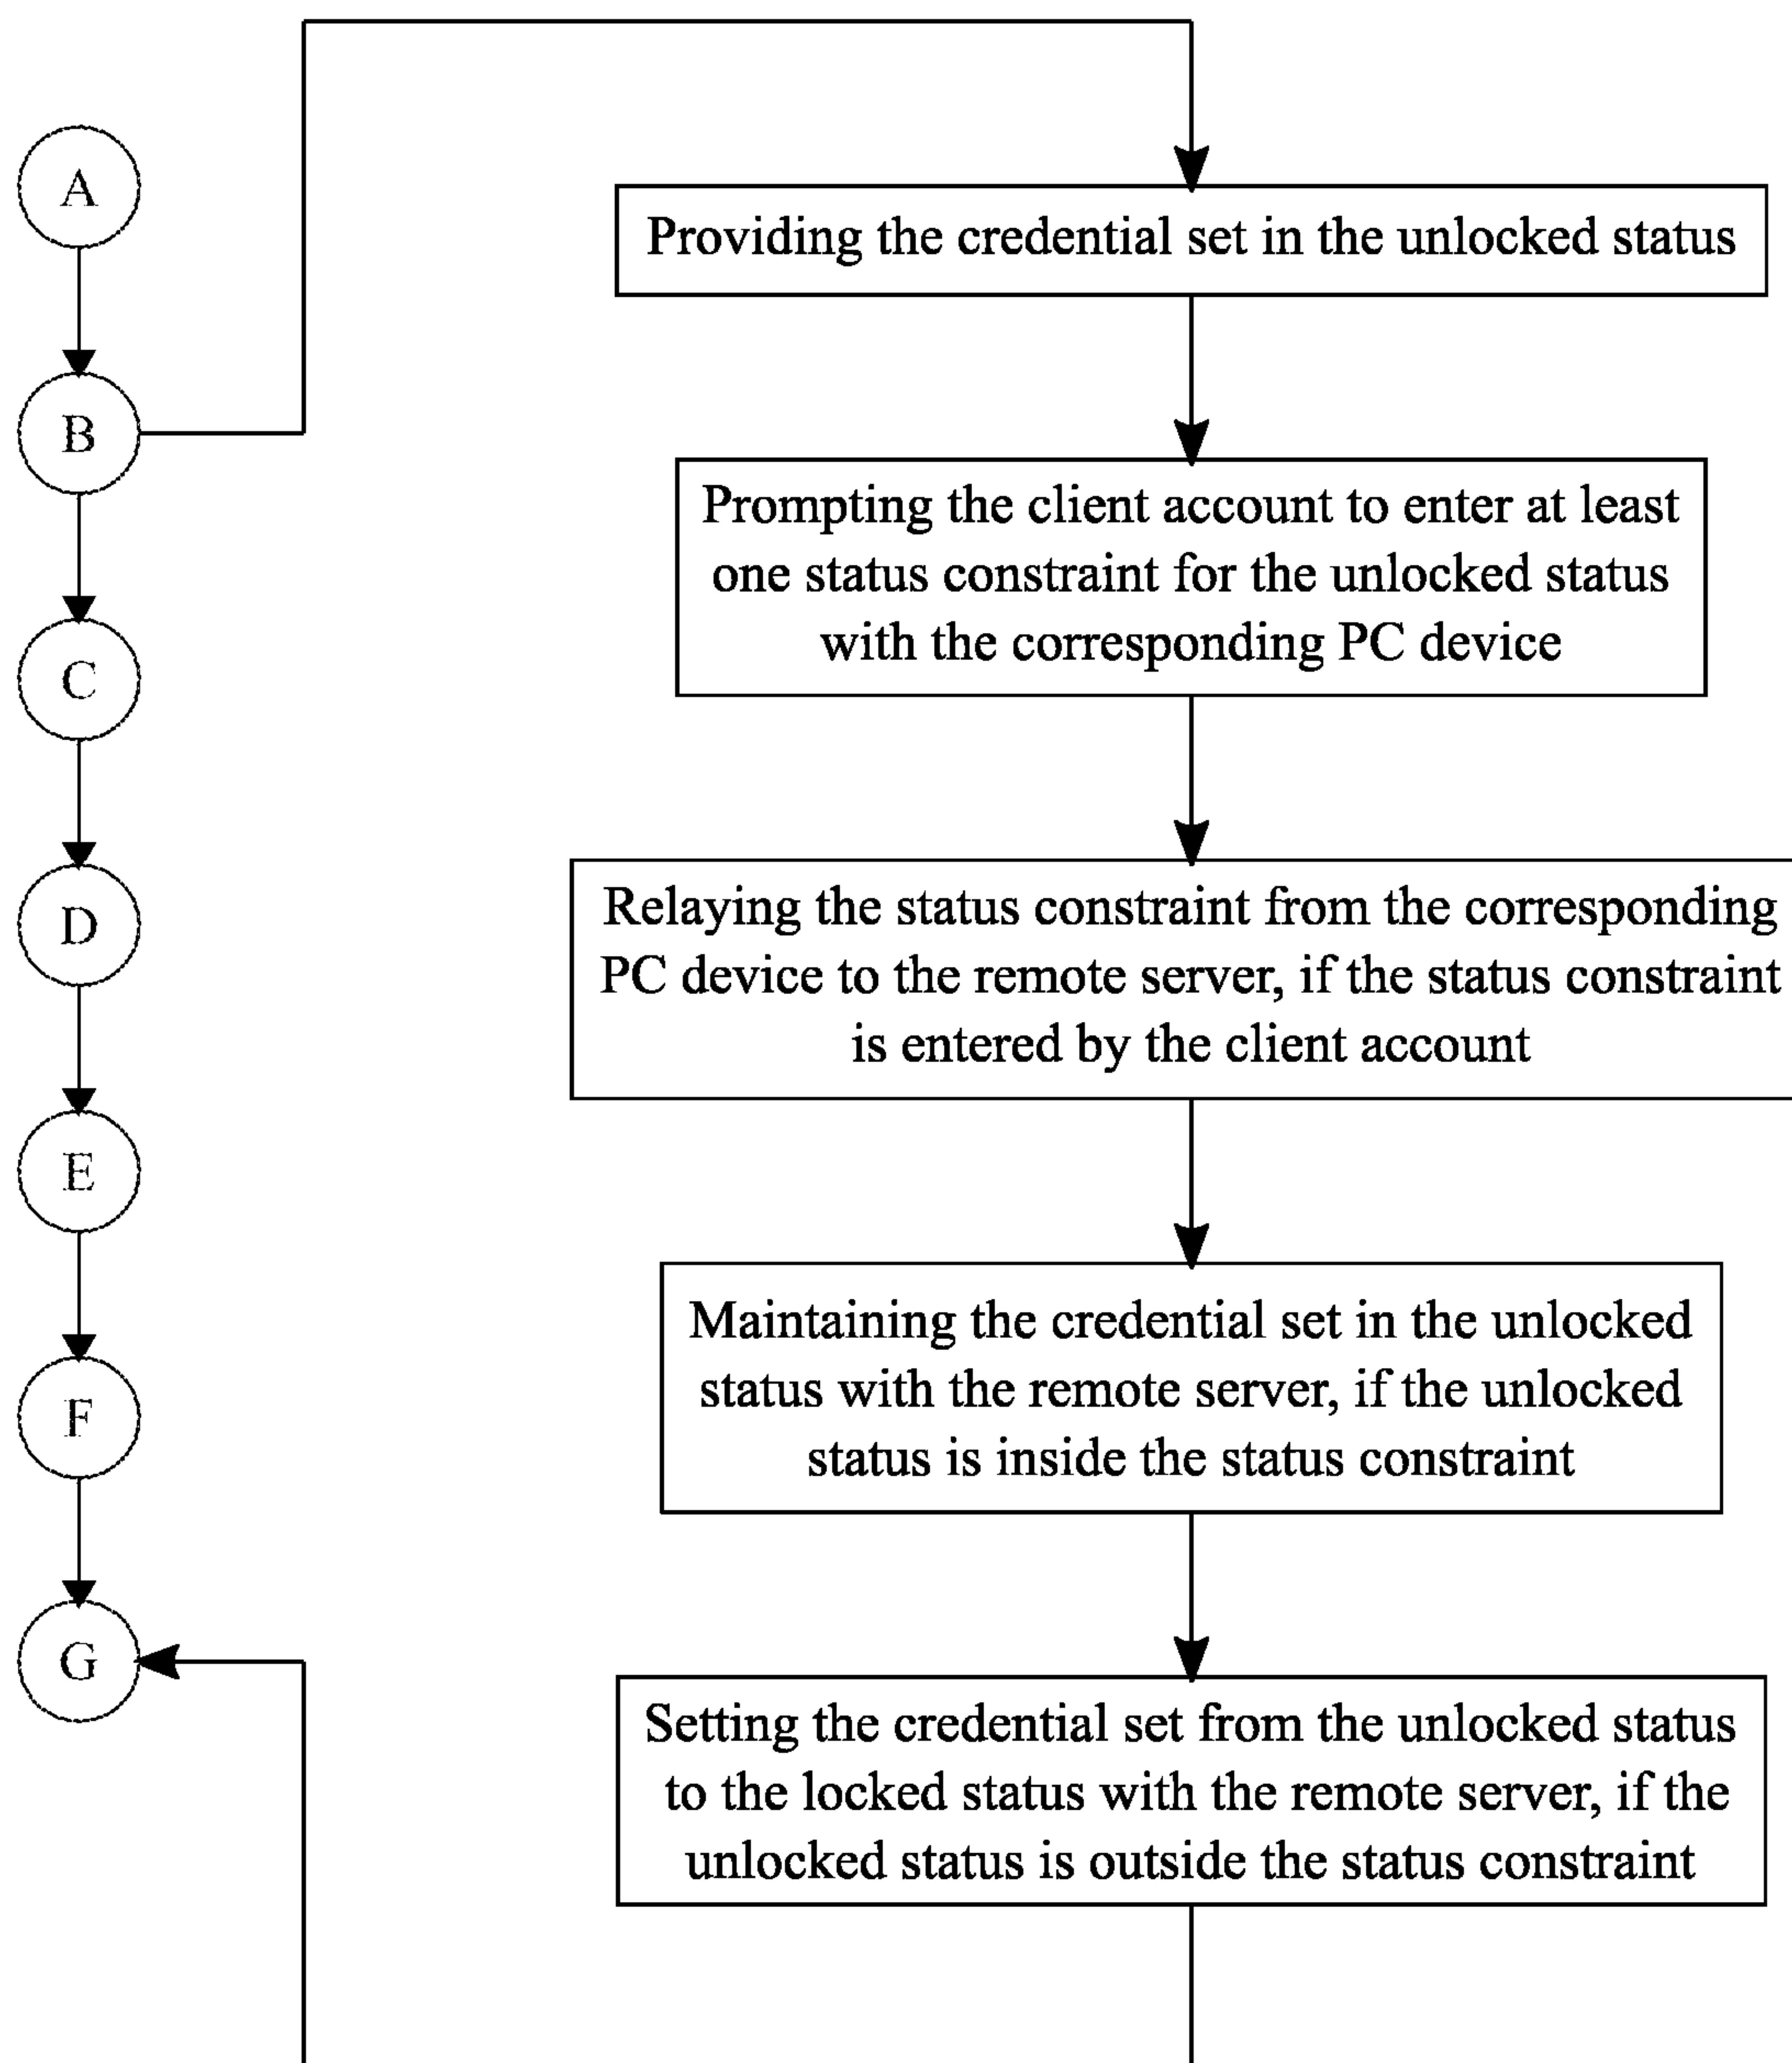 A
B
C
D
E
F
G
Providing the credential set in the unlocked status
Prompting the client account to enter at least
one status constraint for the unlocked status
with the corresponding PC device
Relaying the status constraint from the corresponding
PC device to the remote server, if the status constraint
is entered by the client account
Maintaining the credential set in the unlocked
status with the remote server, if the unlocked
status is inside the status constraint
Setting the credential set from the unlocked status
to the locked status with the remote server, if the
unlocked status is outside the status constraint